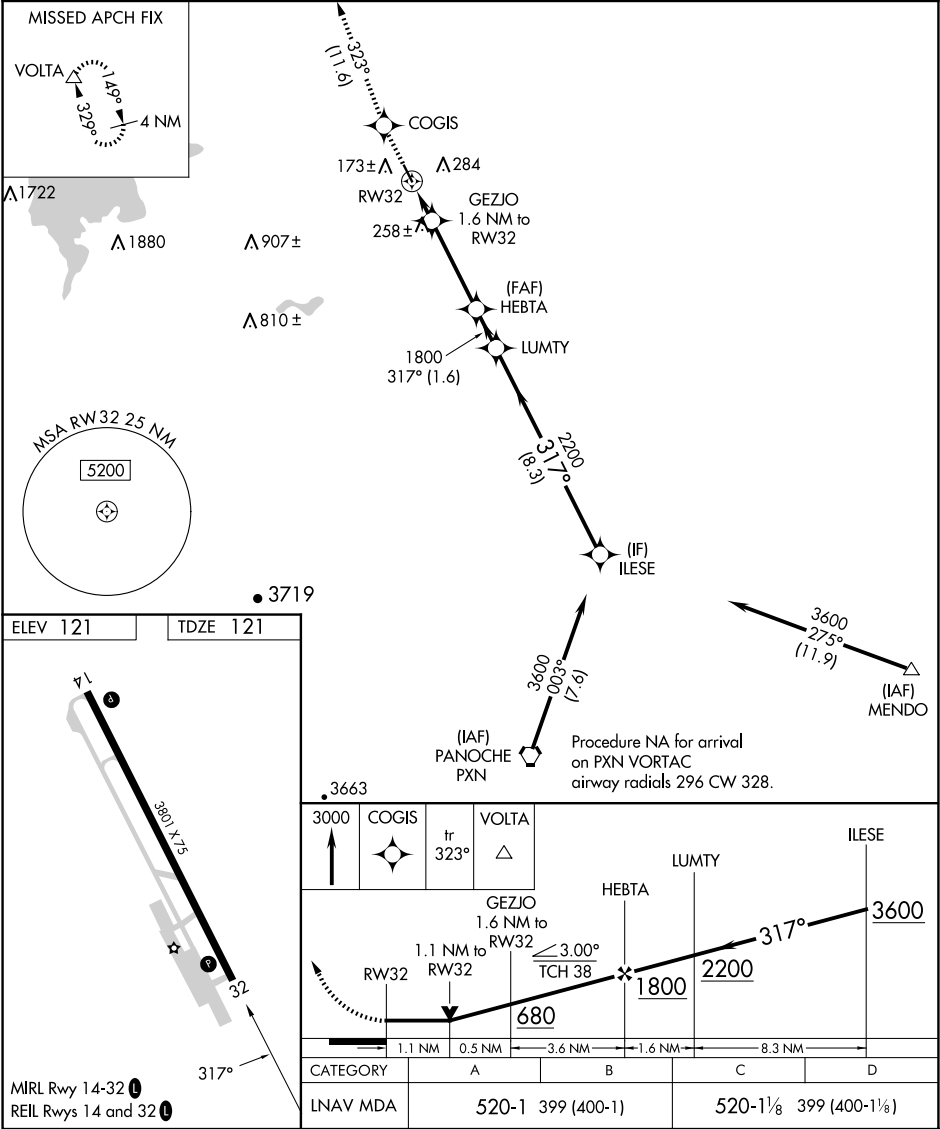 MISSED APCH FIX
VOLTA
149°
329°
4 NM
323°
(11.6)
COGIS
173±
284
RW32
GEZJO
1.6 NM to
RW32
258±
1722
1880
907±
810±
(FAF)
HEBTA
LUMTY
1800
317° (1.6)
MSA RW32 25 NM
5200
2200
317°
(8.3)
(IF)
ILESE
3719
3600
275°
(11.9)
(IAF)
MENDO
3600
003°
(7.6)
(IAF)
PANOCHE
PXN
Procedure NA for arrival
on PXN VORTAC
airway radials 296 CW 328.
3663
ELEV 121
TDZE 121
14
3801 X 75
P
P
32
317°
MIRL Rwy 14-32 L
REIL Rwys 14 and 32 L
3000
COGIS
tr
323°
VOLTA
ILESE
LUMTY
HEBTA
GEZJO
1.6 NM to
RW32
1.1 NM to
RW32
RW32
3.00°
TCH 38
317°
3600
2200
1800
680
1.1 NM 0.5 NM 3.6 NM 1.6 NM 8.3 NM
CATEGORY A B C D
LNAV MDA 520-1 399 (400-1) 520-1⅛ 399 (400-1⅛)